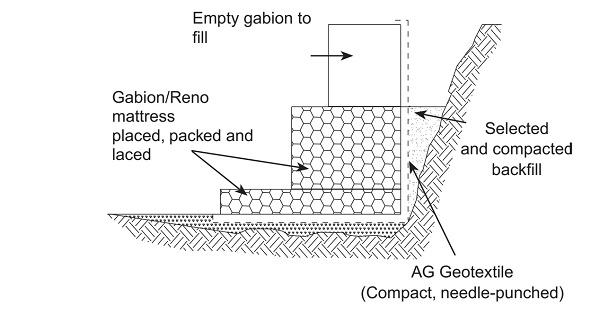 Empty gabion to
fill
Gabion/Reno
mattress
placed, packed and
laced
Selected
and compacted
backfill
AG Geotextile
(Compact, needle-punched)